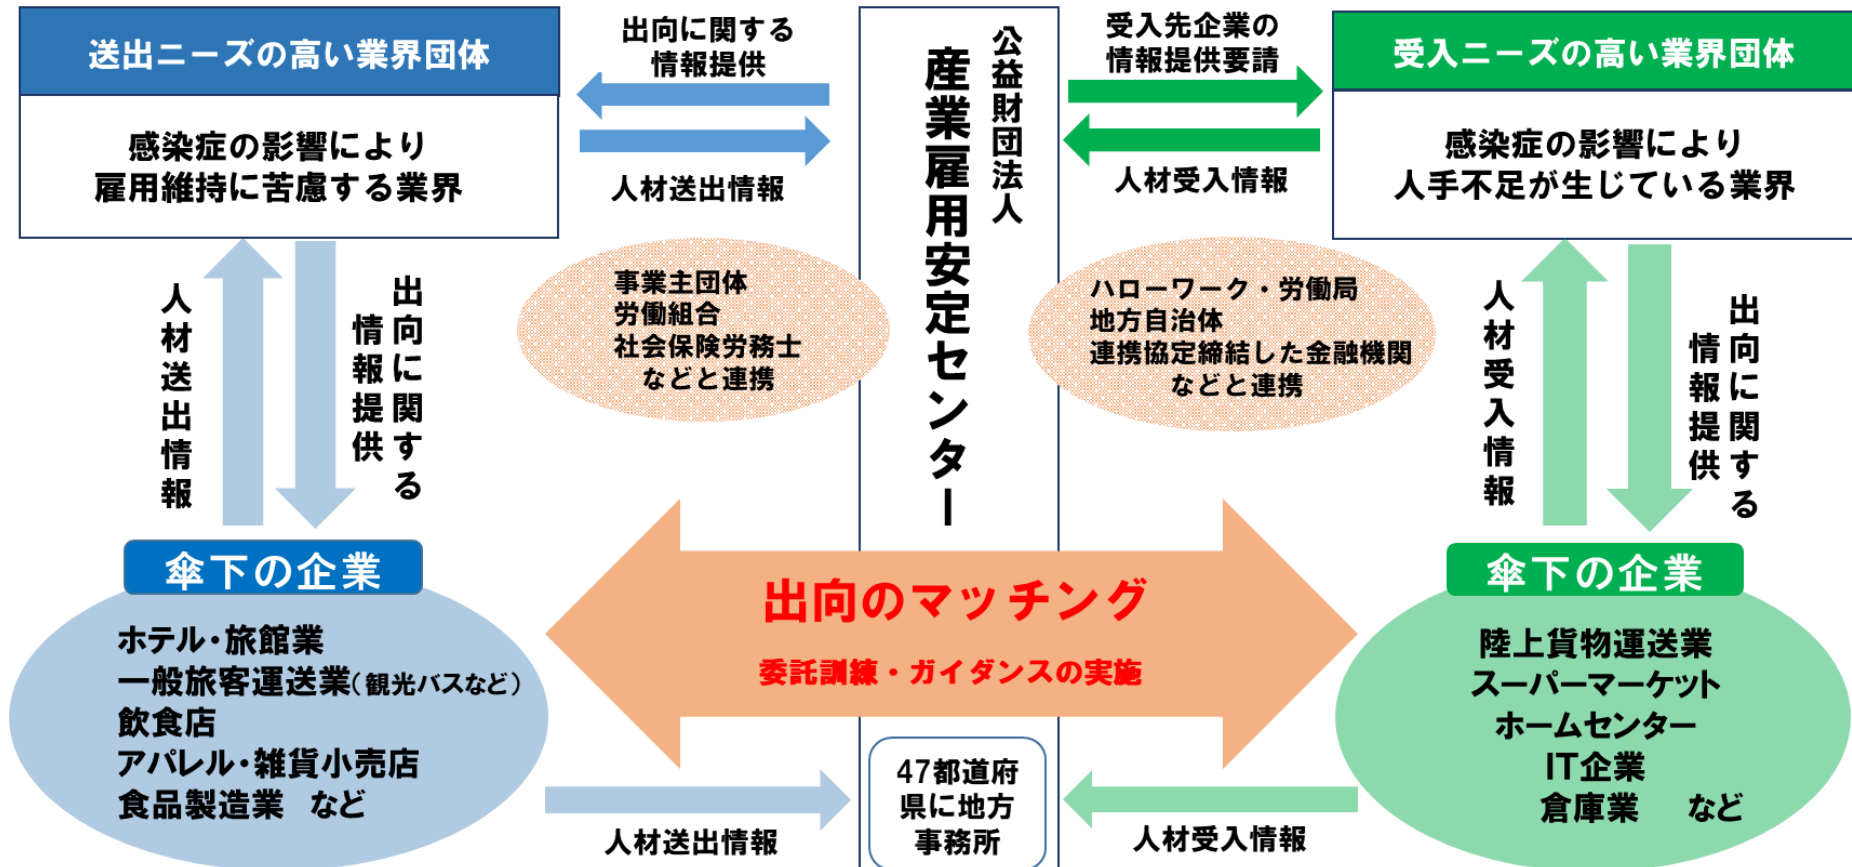 送出ニーズの高い業界団体
感染症の影響により
雇用維持に苦慮する業界
出向に関する
情報提供
人材送出情報
公益財団法人
産業雇用安定センター
受入先企業の
情報提供要請
人材受入情報
受入ニーズの高い業界団体
感染症の影響により
人手不足が生じている業界
事業主団体
労働組合
社会保険労務士
などと連携
ハローワーク・労働局
地方自治体
連携協定締結した金融機関
などと連携
人材送出情報
出向に関する
情報提供
人材受入情報
出向に関する
情報提供
傘下の企業
ホテル・旅館業
一般旅客運送業(観光バスなど)
飲食店
アパレル・雑貨小売店
食品製造業 など
出向のマッチング
委託訓練・ガイダンスの実施
傘下の企業
陸上貨物運送業
スーパーマーケット
ホームセンター
IT企業
倉庫業 など
人材送出情報
47都道府
県に地方
事務所
人材受入情報